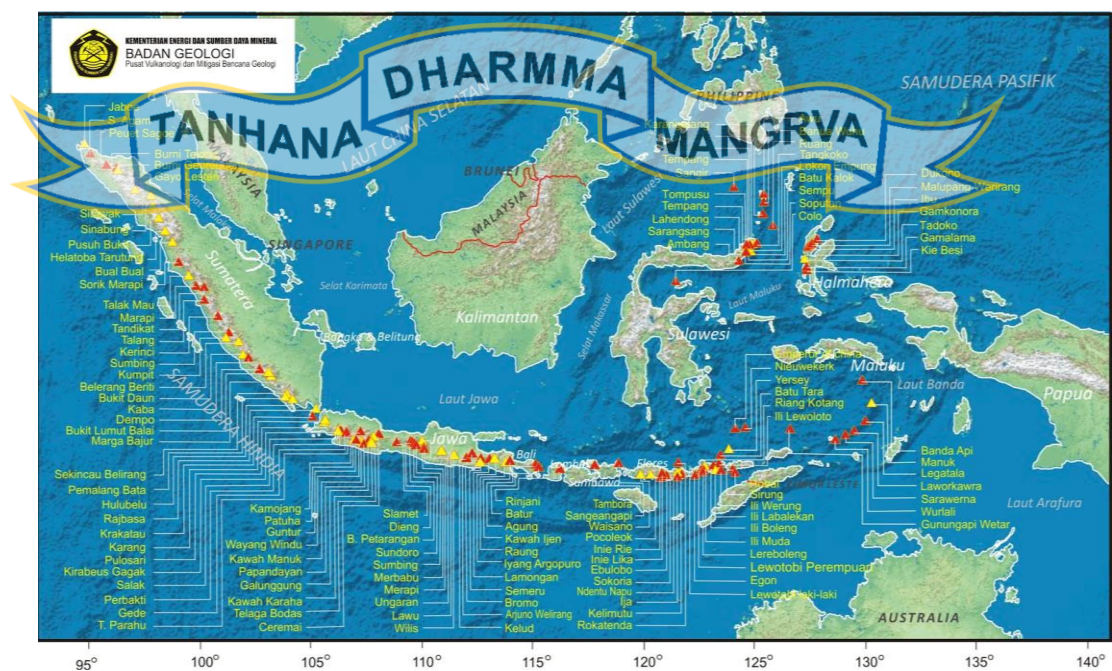 KEMENTERIAN ENERGI DAN SUMBER DAYA MINERAL
BADAN GEOLOGI
Pusat Vulkanologi dan Mitigasi Bencana Geologi
TANHANA
DHARMMA
MANGRVA
SAMUDERA PASIFIK
LAUT CHINA SELATAN
PHILIPPINE
MALAYSIA
Selat Malaka
SINGAPORE
BRUNEI
MALAYSIA
Laut Sulawesi
Sumatera
Selat Karimata
Kalimantan
Selat Makassar
Sulawesi
Laut Maluku
Halmahera
Bangka & Belitung
SAMUDERA HINDIA
Laut Jawa
Maluku
Laut Banda
Papua
Jawa
Bali
Sumbawa
Flores
Laut Arafura
AUSTRALIA
Peuet Sagoe
Gayo Lesten
Sinabung
Pusuh Bukit
Helatoba Tarutung
Bual Bual
Sorik Marapi
Talak Mau
Marapi
Tandikat
Talang
Kerinci
Sumbing
Kumpit
Belerang Beriti
Bukit Daun
Kaba
Dempo
Bukit Lumut Balai
Marga Bajur
Sekincau Belirang
Pemalang Bata
Hulubelu
Rajbasa
Krakatau
Karang
Pulosari
Kirabeus Gagak
Salak
Perbakti
Gede
T. Parahu
Kamojang
Patuha
Guntur
Wayang Windu
Kawah Manuk
Papandayan
Galunggung
Kawah Karaha
Telaga Bodas
Ceremai
Slamet
Dieng
B. Petarangan
Sundoro
Sumbing
Merbabu
Merapi
Ungaran
Lawu
Wilis
Rinjani
Batur
Agung
Kawah Ijen
Raung
Iyang Argopuro
Lamongan
Semeru
Bromo
Arjuno Welirang
Kelud
Tambora
Sangeangapi
Waisano
Pocoleok
Inie Rie
Inie Lika
Ebulobo
Sokoria
Ndentu Napu
Ija
Kelimutu
Rokatenda
Sirung
Ili Werung
Ili Labalekan
Ili Boleng
Ili Muda
Lereboleng
Lewotobi Perempuan
Egon
Lewotobi Laki-laki
Tompusu
Tempang
Lahendong
Sarangsang
Ambang
Ruang
Tangkoko
Batu Kalok
Sempu
Soputan
Colo
Dukono
Malupang Warirang
Ibu
Gamkonora
Tadoko
Gamalama
Kie Besi
Nieuwekerk
Yersey
Batu Tara
Riang Kotang
Ili Lewoloto
Banda Api
Manuk
Legatala
Laworkawra
Sarawerna
Wurlali
Gunungapi Wetar
95°
100°
105°
110°
115°
120°
125°
130°
135°
140°